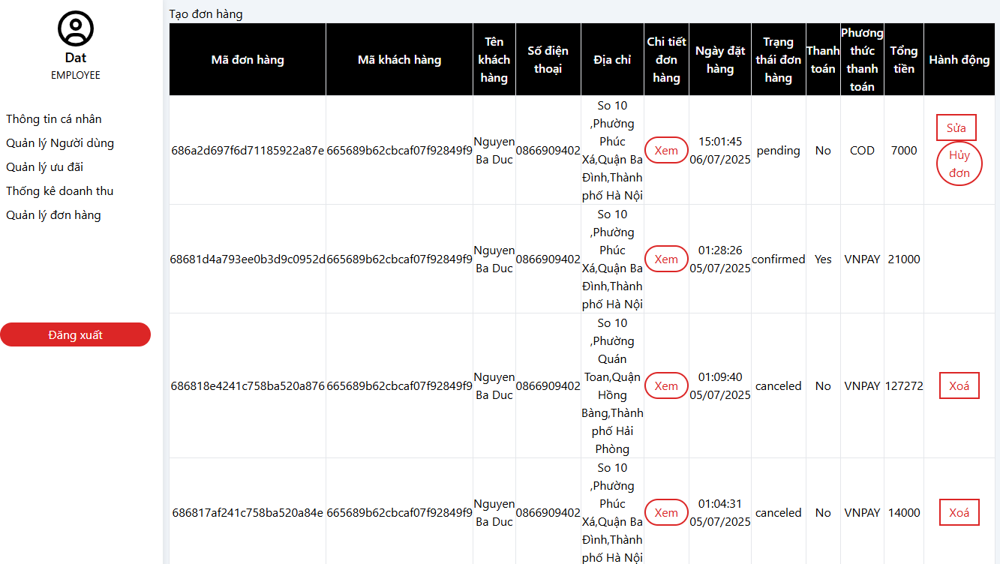 Dat
EMPLOYEE
Thông tin cá nhân
Quản lý Người dùng
Quản lý ưu đãi
Thống kê doanh thu
Quản lý đơn hàng
Đăng xuất
Tạo đơn hàng
Mã đơn hàng
Mã khách hàng
Tên
khách
hàng
Số điện
thoại
Địa chỉ
Chi tiết
đơn
hàng
Ngày đặt
hàng
Trạng
thái đơn
hàng
Thanh
toán
Phương
thức
thanh
toán
Tổng
tiền
Hành động
686a2d697f6d71185922a87e
665689b62cbcaf07f92849f9
Nguyen
Ba Duc
0866909402
So 10
,Phường
Phúc
Xá,Quận Ba
Đình,Thành
phố Hà Nội
Xem
15:01:45
06/07/2025
pending
No
COD
7000
Sửa
Hủy
đơn
68681d4a793ee0b3d9c0952d
665689b62cbcaf07f92849f9
Nguyen
Ba Duc
0866909402
So 10
,Phường
Phúc
Xá,Quận Ba
Đình,Thành
phố Hà Nội
Xem
01:28:26
05/07/2025
confirmed
Yes
VNPAY
21000
686818e4241c758ba520a876
665689b62cbcaf07f92849f9
Nguyen
Ba Duc
0866909402
So 10
,Phường
Quán
Toan,Quận
Hồng
Bàng,Thành
phố Hải
Phòng
Xem
01:09:40
05/07/2025
canceled
No
VNPAY
127272
Xoá
686817af241c758ba520a84e
665689b62cbcaf07f92849f9
Nguyen
Ba Duc
0866909402
So 10
,Phường
Phúc
Xá,Quận Ba
Đình,Thành
phố Hà Nội
Xem
01:04:31
05/07/2025
canceled
No
VNPAY
14000
Xoá